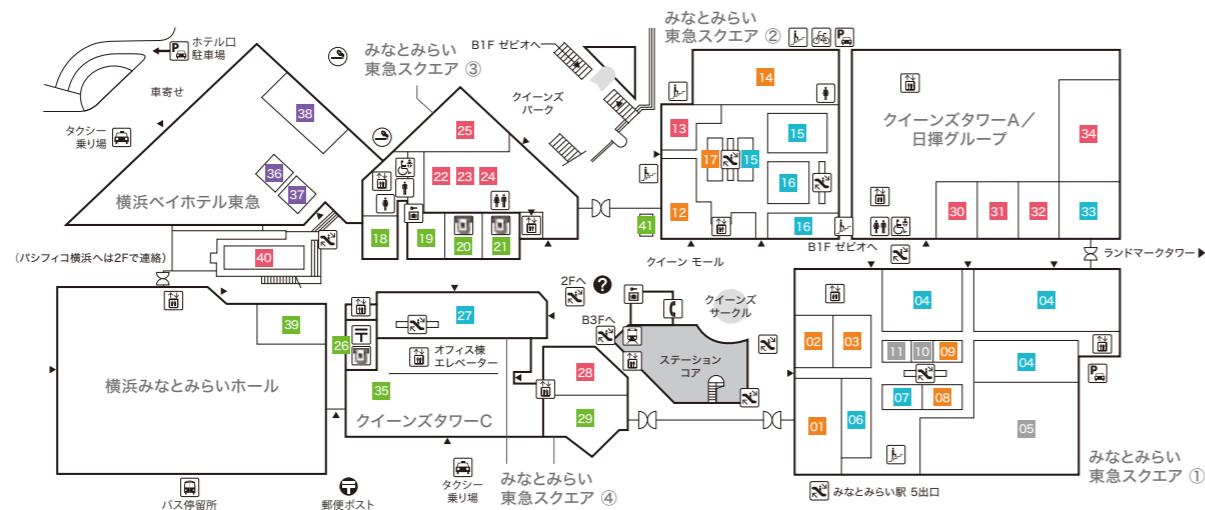 ホテル口
駐車場
P
車寄せ
タクシー
乗り場
38
36
37
横浜ベイホテル東急
40
(パシフィコ横浜へは2Fで連絡)
みなとみらい
東急スクエア ③
25
22 23 24
18
19
20
21
B1F ゼビオへ
クイーンズ
パーク
みなとみらい
東急スクエア ②
P
14
13
15
17
15
16
12
16
41
B1F ゼビオへ
クイーンズタワーA／
日揮グループ
34
30
31
32
33
ランドマークタワー
クイーン モール
39
横浜みなとみらいホール
バス停留所
郵便ポスト
26
27
オフィス棟
エレベーター
35
クイーンズタワーC
28
29
タクシー
乗り場
みなとみらい
東急スクエア ④
2Fへ
?
B3Fへ
クイーンズ
サークル
ステーション
コア
04
04
02
03
11
10
09
04
07
08
01
06
05
P
みなとみらい
東急スクエア ①
みなとみらい駅 5出口